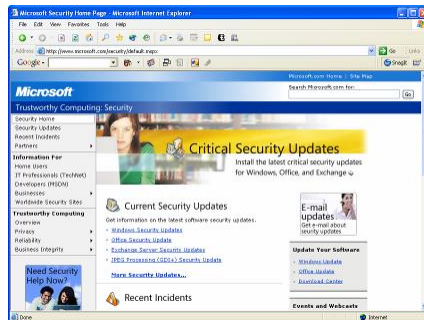 Microsoft Security Home Page - Microsoft Internet Explorer
File Edit View Favorites Tools Help
Address http://www.microsoft.com/security/default.mspx Go Links
Google SnagIt
Microsoft.com Home | Site Map
Microsoft
Search Microsoft.com for:
Go
Trustworthy Computing: Security
Security Home
Security Updates
Recent Incidents
Partners
Information For
Home Users
IT Professionals (TechNet)
Developers (MSDN)
Businesses
Worldwide Security Sites
Trustworthy Computing
Overview
Privacy
Reliability
Business Integrity
Need Security
Help Now?
Critical Security Updates
Install the latest critical security updates
for Windows, Office, and Exchange
Current Security Updates
Get information on the latest software security updates.
Windows Security Updates
Office Security Update
Exchange Server Security Updates
JPEG Processing (GDI+) Security Update
More Security Updates...
Recent Incidents
E-mail
updates
Get e-mail about
security updates
Update Your Software
Windows Update
Office Update
Download Center
Events and Webcasts
Done Internet